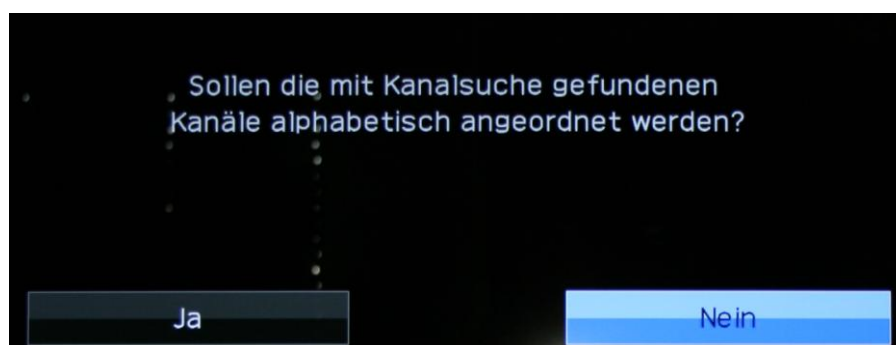 Sollen die mit Kanalsuche gefundenen
Kanäle alphabetisch angeordnet werden?
Ja
Nein